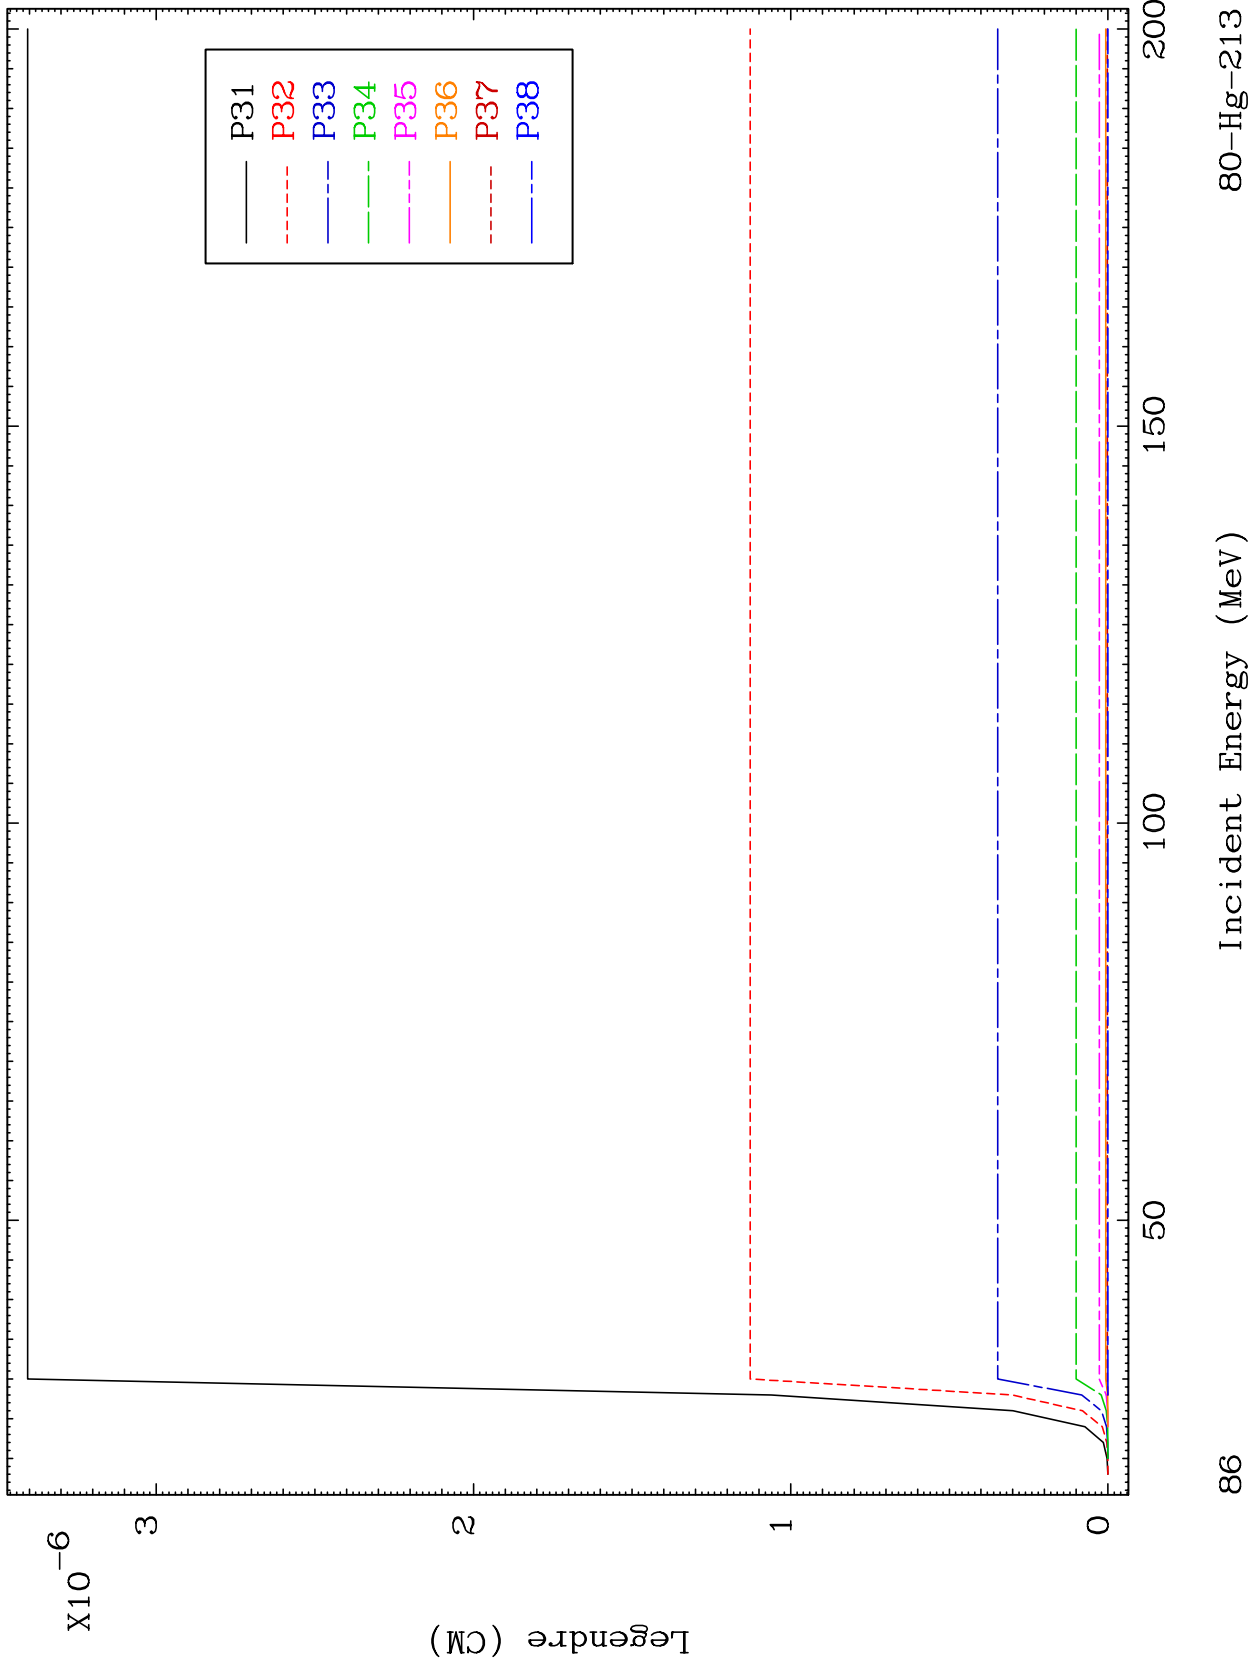 X10-6
3
2
1
0
Legendre (CM)
50
100
150
200
Incident Energy (MeV)
86
80-Hg-213
P31
P32
P33
P34
P35
P36
P37
P38